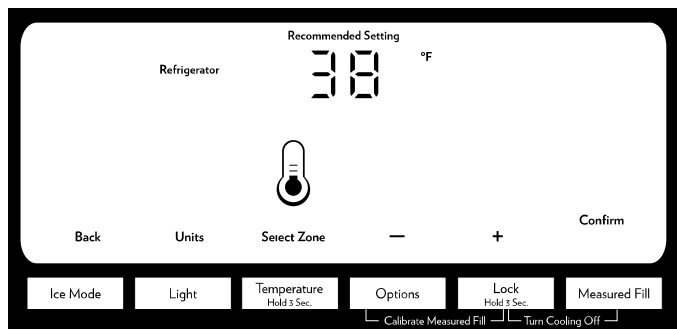 Recommended Setting
Refrigerator 38 °F
Confirm
Back Units Select Zone — +
Ice Mode Light Temperature Options Lock Measured Fill
Hold 3 Sec. Hold 3 Sec.
Calibrate Measured Fill Turn Cooling Off